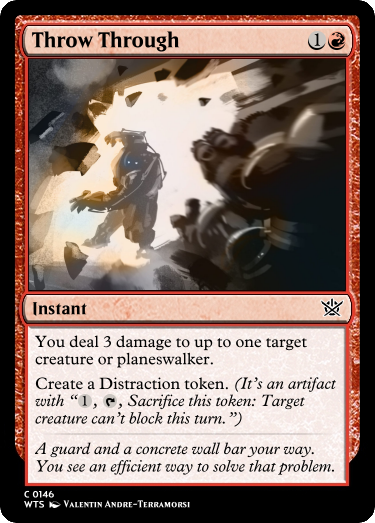 Throw Through
1
Instant
You deal 3 damage to up to one target
creature or planeswalker.
Create a Distraction token. (It's an artifact
with “1, , Sacrifice this token: Target
creature can't block this turn.”)
A guard and a concrete wall bar your way.
You see an efficient way to solve that problem.
C 0146
WTS Valentin Andre-Terramorsi